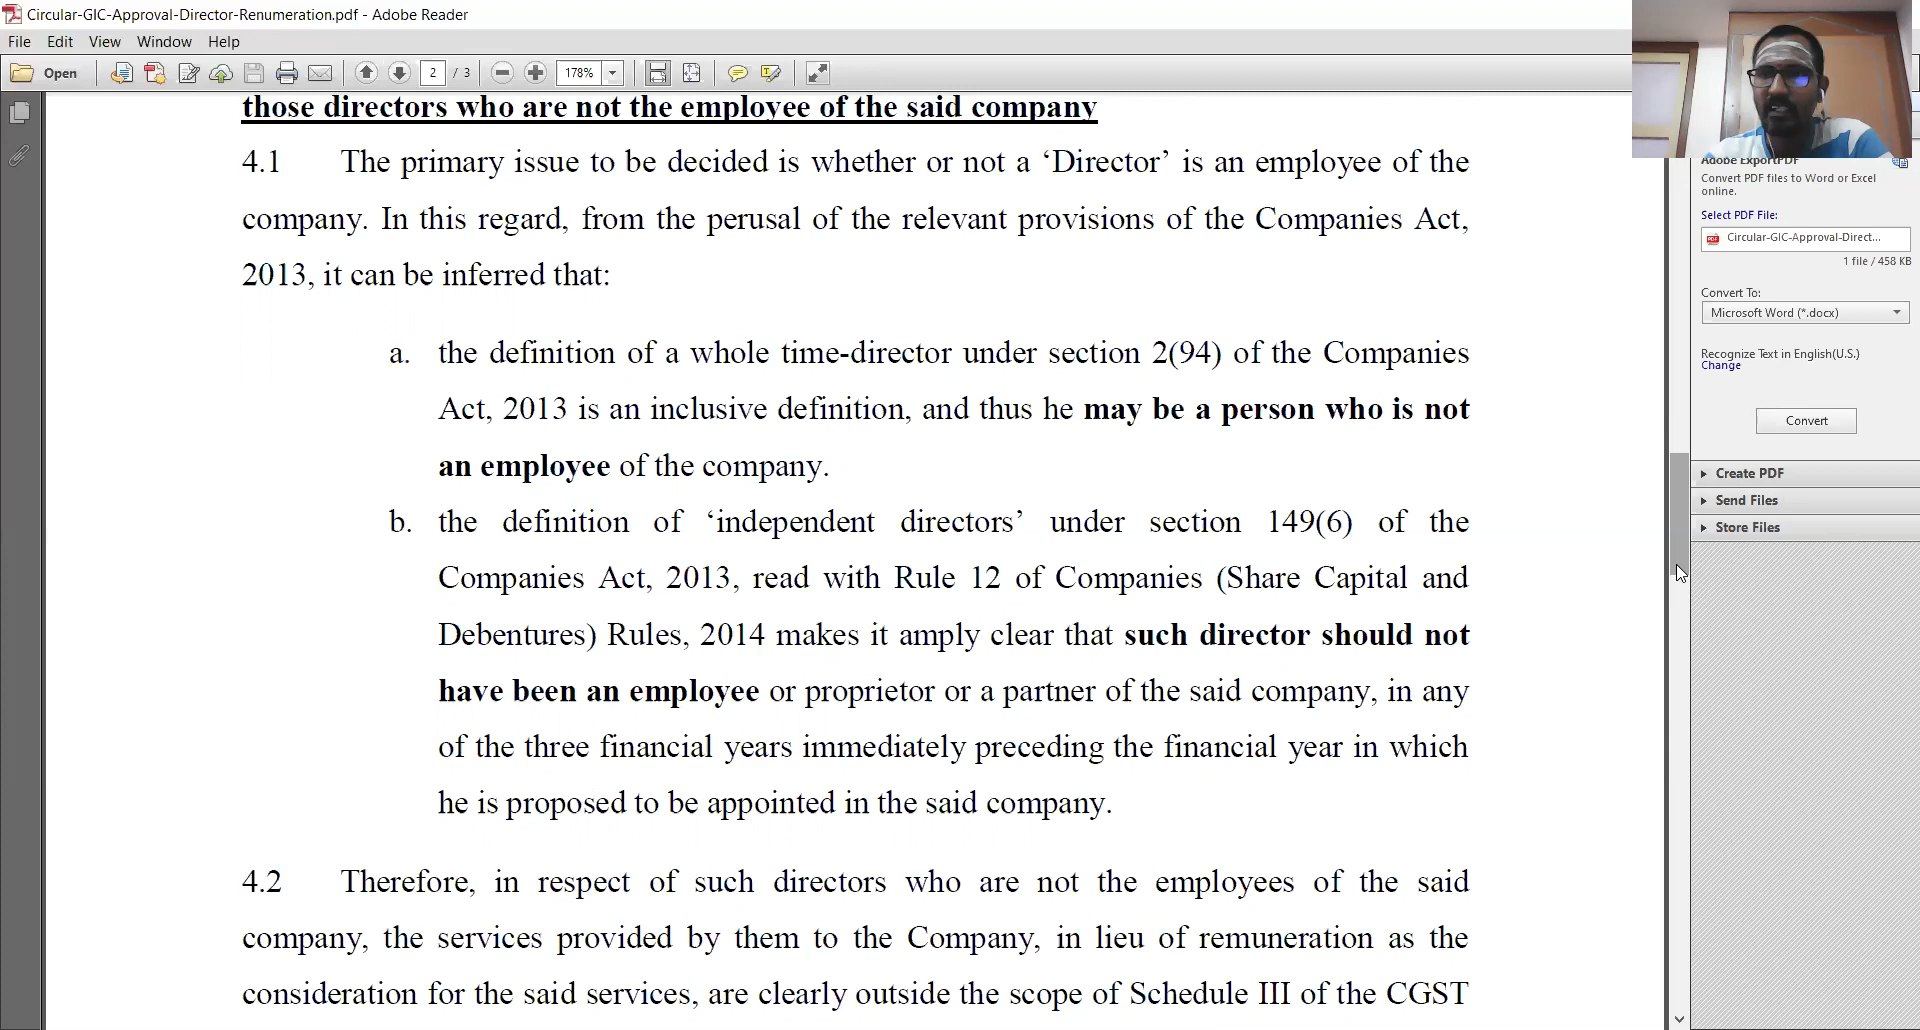 Circular-GIC-Approval-Director-Renumeration.pdf - Adobe Reader
File Edit View Window Help
Open 2 / 3 178%
those directors who are not the employee of the said company
4.1 The primary issue to be decided is whether or not a ‘Director’ is an employee of the
company. In this regard, from the perusal of the relevant provisions of the Companies Act,
2013, it can be inferred that:
a. the definition of a whole time-director under section 2(94) of the Companies
Act, 2013 is an inclusive definition, and thus he may be a person who is not
an employee of the company.
b. the definition of ‘independent directors’ under section 149(6) of the
Companies Act, 2013, read with Rule 12 of Companies (Share Capital and
Debentures) Rules, 2014 makes it amply clear that such director should not
have been an employee or proprietor or a partner of the said company, in any
of the three financial years immediately preceding the financial year in which
he is proposed to be appointed in the said company.
4.2 Therefore, in respect of such directors who are not the employees of the said
company, the services provided by them to the Company, in lieu of remuneration as the
consideration for the said services, are clearly outside the scope of Schedule III of the CGST
Adobe ExportPDF
Convert PDF files to Word or Excel
online.
Select PDF File:
Circular-GIC-Approval-Direct...
1 file / 458 KB
Convert To:
Microsoft Word (*.docx)
Recognize Text in English(U.S.)
Change
Convert
Create PDF
Send Files
Store Files